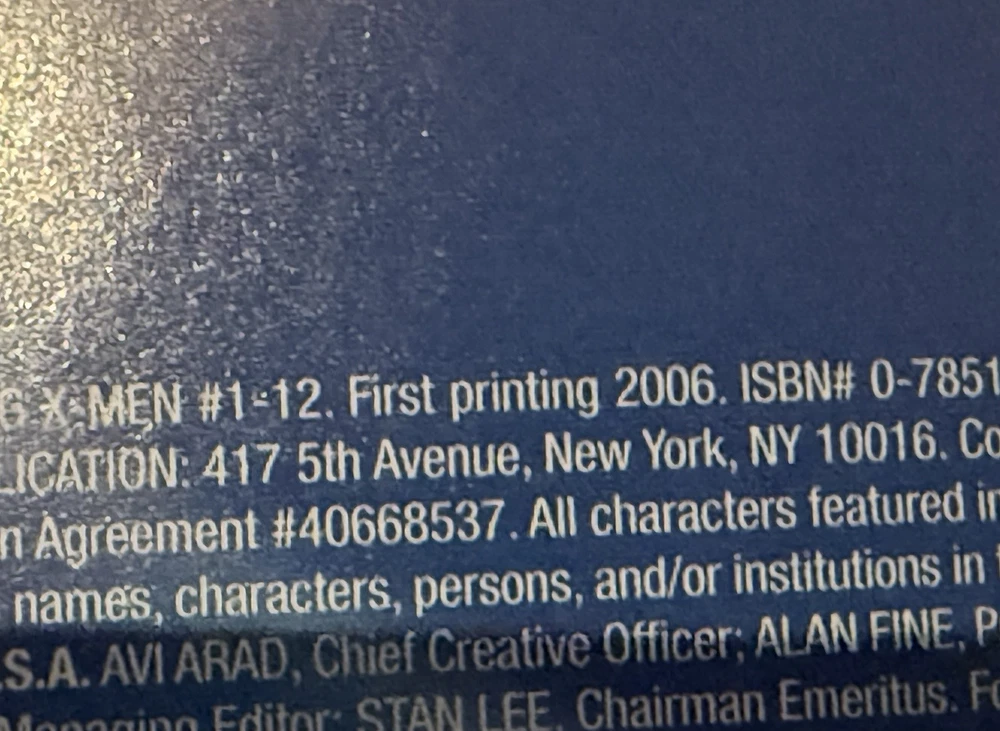 G X-MEN #1-12. First printing 2006. ISBN# 0-7851
LICATION: 417 5th Avenue, New York, NY 10016. Co
n Agreement #40668537. All characters featured in
names, characters, persons, and/or institutions in
.S.A. AVI ARAD, Chief Creative Officer; ALAN FINE, P
Managing Editor; STAN LEE, Chairman Emeritus. Fo